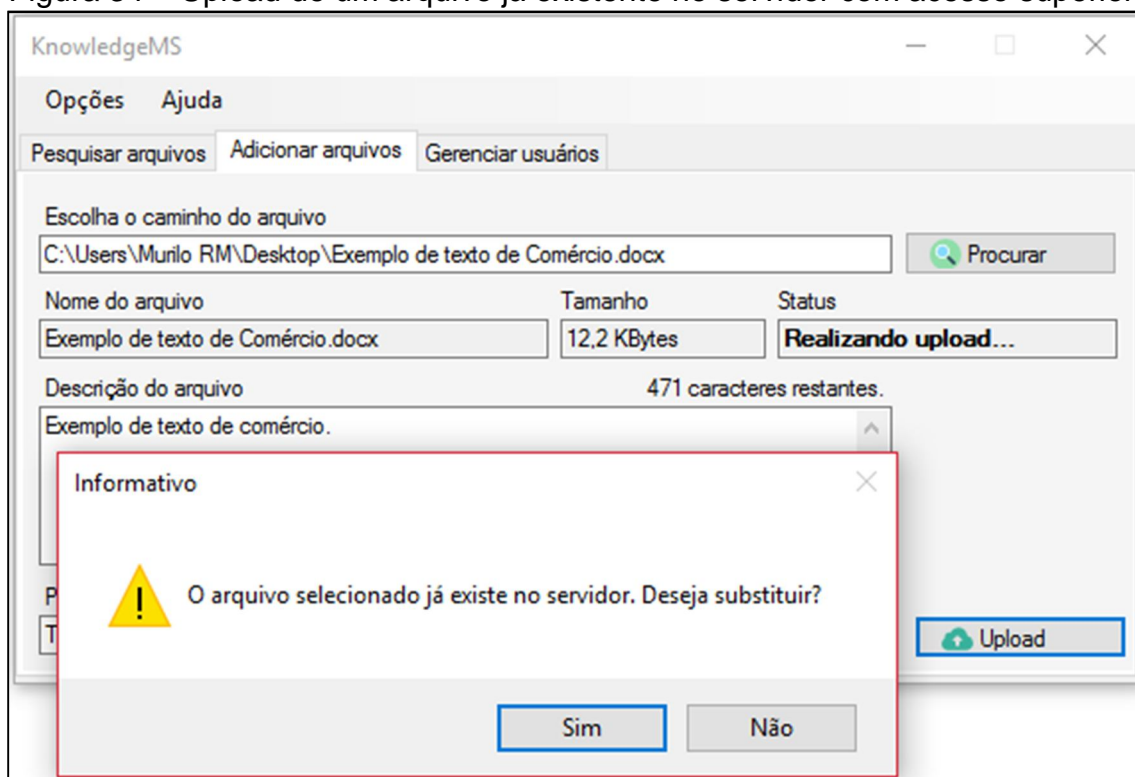 KnowledgeMS
Opções Ajuda
Pesquisar arquivos Adicionar arquivos Gerenciar usuários
Escolha o caminho do arquivo
C:\Users\Murilo RM\Desktop\Exemplo de texto de Comércio.docx Procurar
Nome do arquivo Tamanho Status
Exemplo de texto de Comércio.docx 12,2 KBytes Realizando upload...
Descrição do arquivo 471 caracteres restantes.
Exemplo de texto de comércio.
Informativo
O arquivo selecionado já existe no servidor. Deseja substituir?
P
T Upload
Sim Não